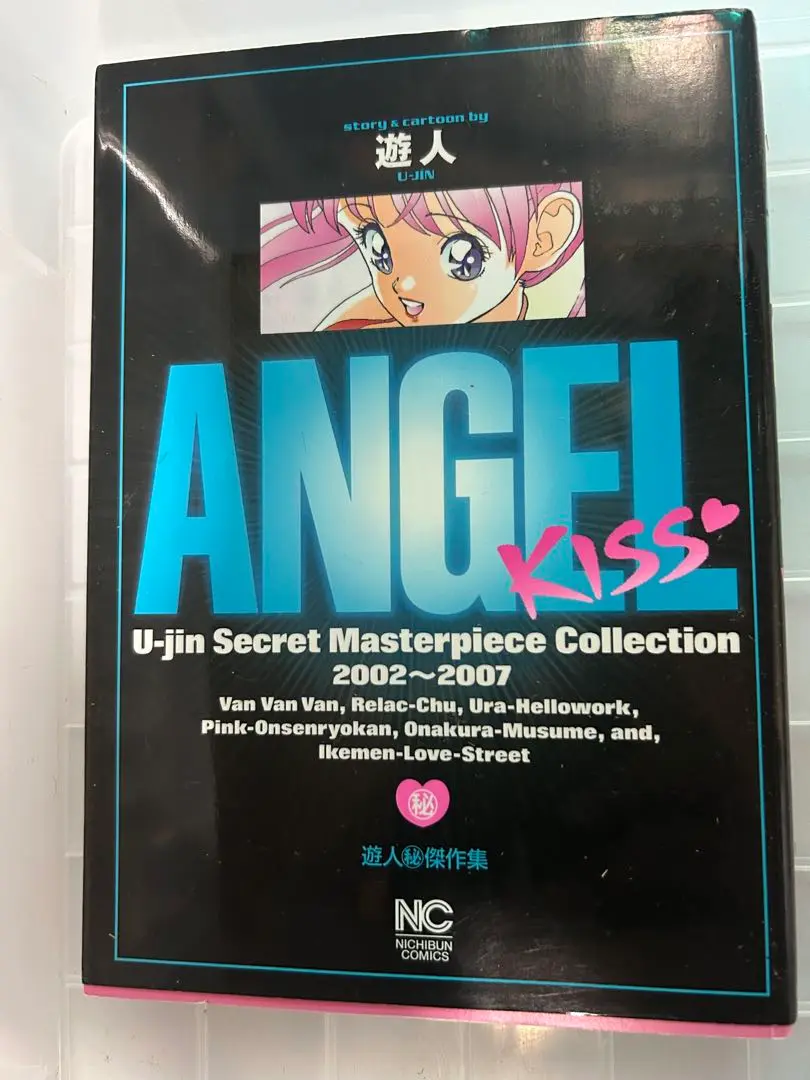 story & cartoon by
遊人
U-JIN
ANGEL
KISS
U-jin Secret Masterpiece Collection
2002~2007
Van Van Van, Relac-Chu, Ura-Hellowork,
Pink-Onsenryokan, Onakura-Musume, and,
Ikemen-Love-Street
秘
遊人㊙傑作集
NC
NICHIBUN
COMICS